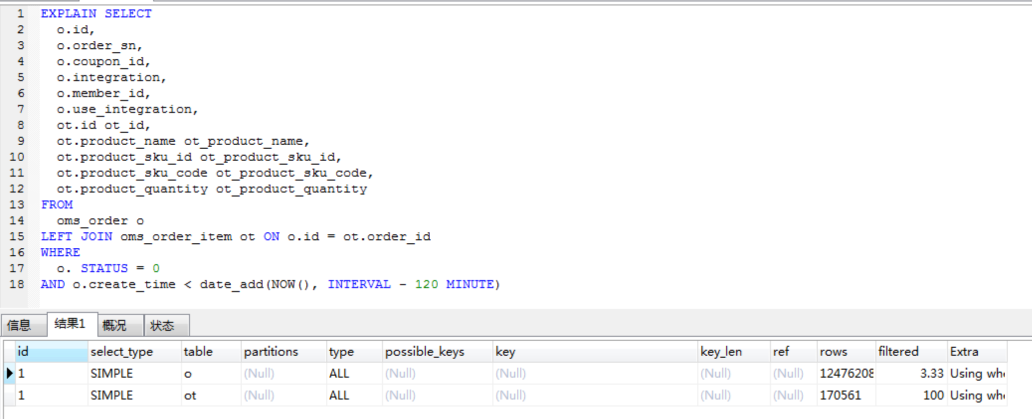 1 EXPLAIN SELECT
2 o.id,
3 o.order_sn,
4 o.coupon_id,
5 o.integration,
6 o.member_id,
7 o.use_integration,
8 ot.id ot_id,
9 ot.product_name ot_product_name,
10 ot.product_sku_id ot_product_sku_id,
11 ot.product_sku_code ot_product_sku_code,
12 ot.product_quantity ot_product_quantity
13 FROM
14 oms_order o
15 LEFT JOIN oms_order_item ot ON o.id = ot.order_id
16 WHERE
17 o. STATUS = 0
18 AND o.create_time < date_add(NOW(), INTERVAL - 120 MINUTE)
信息 结果1 概况 状态
id select_type table partitions type possible_keys key key_len ref rows filtered Extra
1 SIMPLE o (Null) ALL (Null) (Null) (Null) (Null) 12476208 3.33 Using
1 SIMPLE ot (Null) ALL (Null) (Null) (Null) (Null) 170561 100 Using